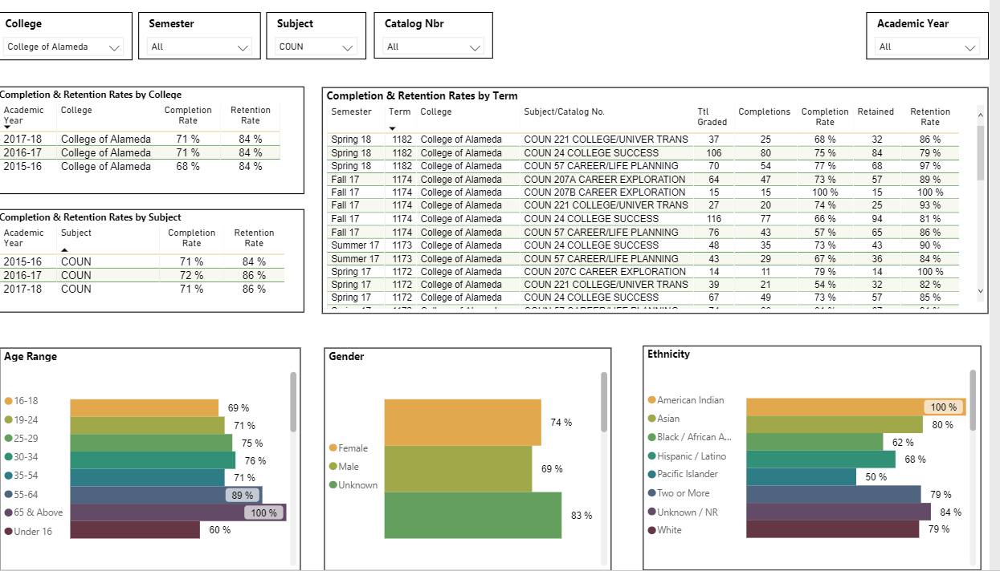 College
Semester
Subject
Catalog Nbr
Academic Year
College of Alameda
All
COUN
All
All
Completion & Retention Rates by College
Academic Year College Completion Rate Retention Rate
2017-18 College of Alameda 71 % 84 %
2016-17 College of Alameda 71 % 84 %
2015-16 College of Alameda 68 % 84 %
Completion & Retention Rates by Subject
Academic Year Subject Completion Rate Retention Rate
2015-16 COUN 71 % 84 %
2016-17 COUN 72 % 86 %
2017-18 COUN 71 % 86 %
Completion & Retention Rates by Term
Semester Term College Subject/Catalog No. Ttl Graded Completions Completion Rate Retained Retention Rate
Spring 18 1182 College of Alameda COUN 221 COLLEGE/UNIVER TRANS 37 25 68 % 32 86 %
Spring 18 1182 College of Alameda COUN 24 COLLEGE SUCCESS 106 80 75 % 84 79 %
Spring 18 1182 College of Alameda COUN 57 CAREER/LIFE PLANNING 70 54 77 % 68 97 %
Fall 17 1174 College of Alameda COUN 207A CAREER EXPLORATION 64 47 73 % 57 89 %
Fall 17 1174 College of Alameda COUN 207B CAREER EXPLORATION 15 15 100 % 15 100 %
Fall 17 1174 College of Alameda COUN 221 COLLEGE/UNIVER TRANS 27 20 74 % 25 93 %
Fall 17 1174 College of Alameda COUN 24 COLLEGE SUCCESS 116 77 66 % 94 81 %
Fall 17 1174 College of Alameda COUN 57 CAREER/LIFE PLANNING 76 43 57 % 65 86 %
Summer 17 1173 College of Alameda COUN 24 COLLEGE SUCCESS 48 35 73 % 43 90 %
Summer 17 1173 College of Alameda COUN 57 CAREER/LIFE PLANNING 43 29 67 % 36 84 %
Spring 17 1172 College of Alameda COUN 207C CAREER EXPLORATION 14 11 79 % 14 100 %
Spring 17 1172 College of Alameda COUN 221 COLLEGE/UNIVER TRANS 39 21 54 % 32 82 %
Spring 17 1172 College of Alameda COUN 24 COLLEGE SUCCESS 67 49 73 % 57 85 %
Age Range
16-18 69 %
19-24 71 %
25-29 75 %
30-34 76 %
35-54 71 %
55-64 89 %
65 & Above 100 %
Under 16 60 %
Gender
Female 74 %
Male 69 %
Unknown 83 %
Ethnicity
American Indian 100 %
Asian 80 %
Black / African A... 62 %
Hispanic / Latino 68 %
Pacific Islander 50 %
Two or More 79 %
Unknown / NR 84 %
White 79 %